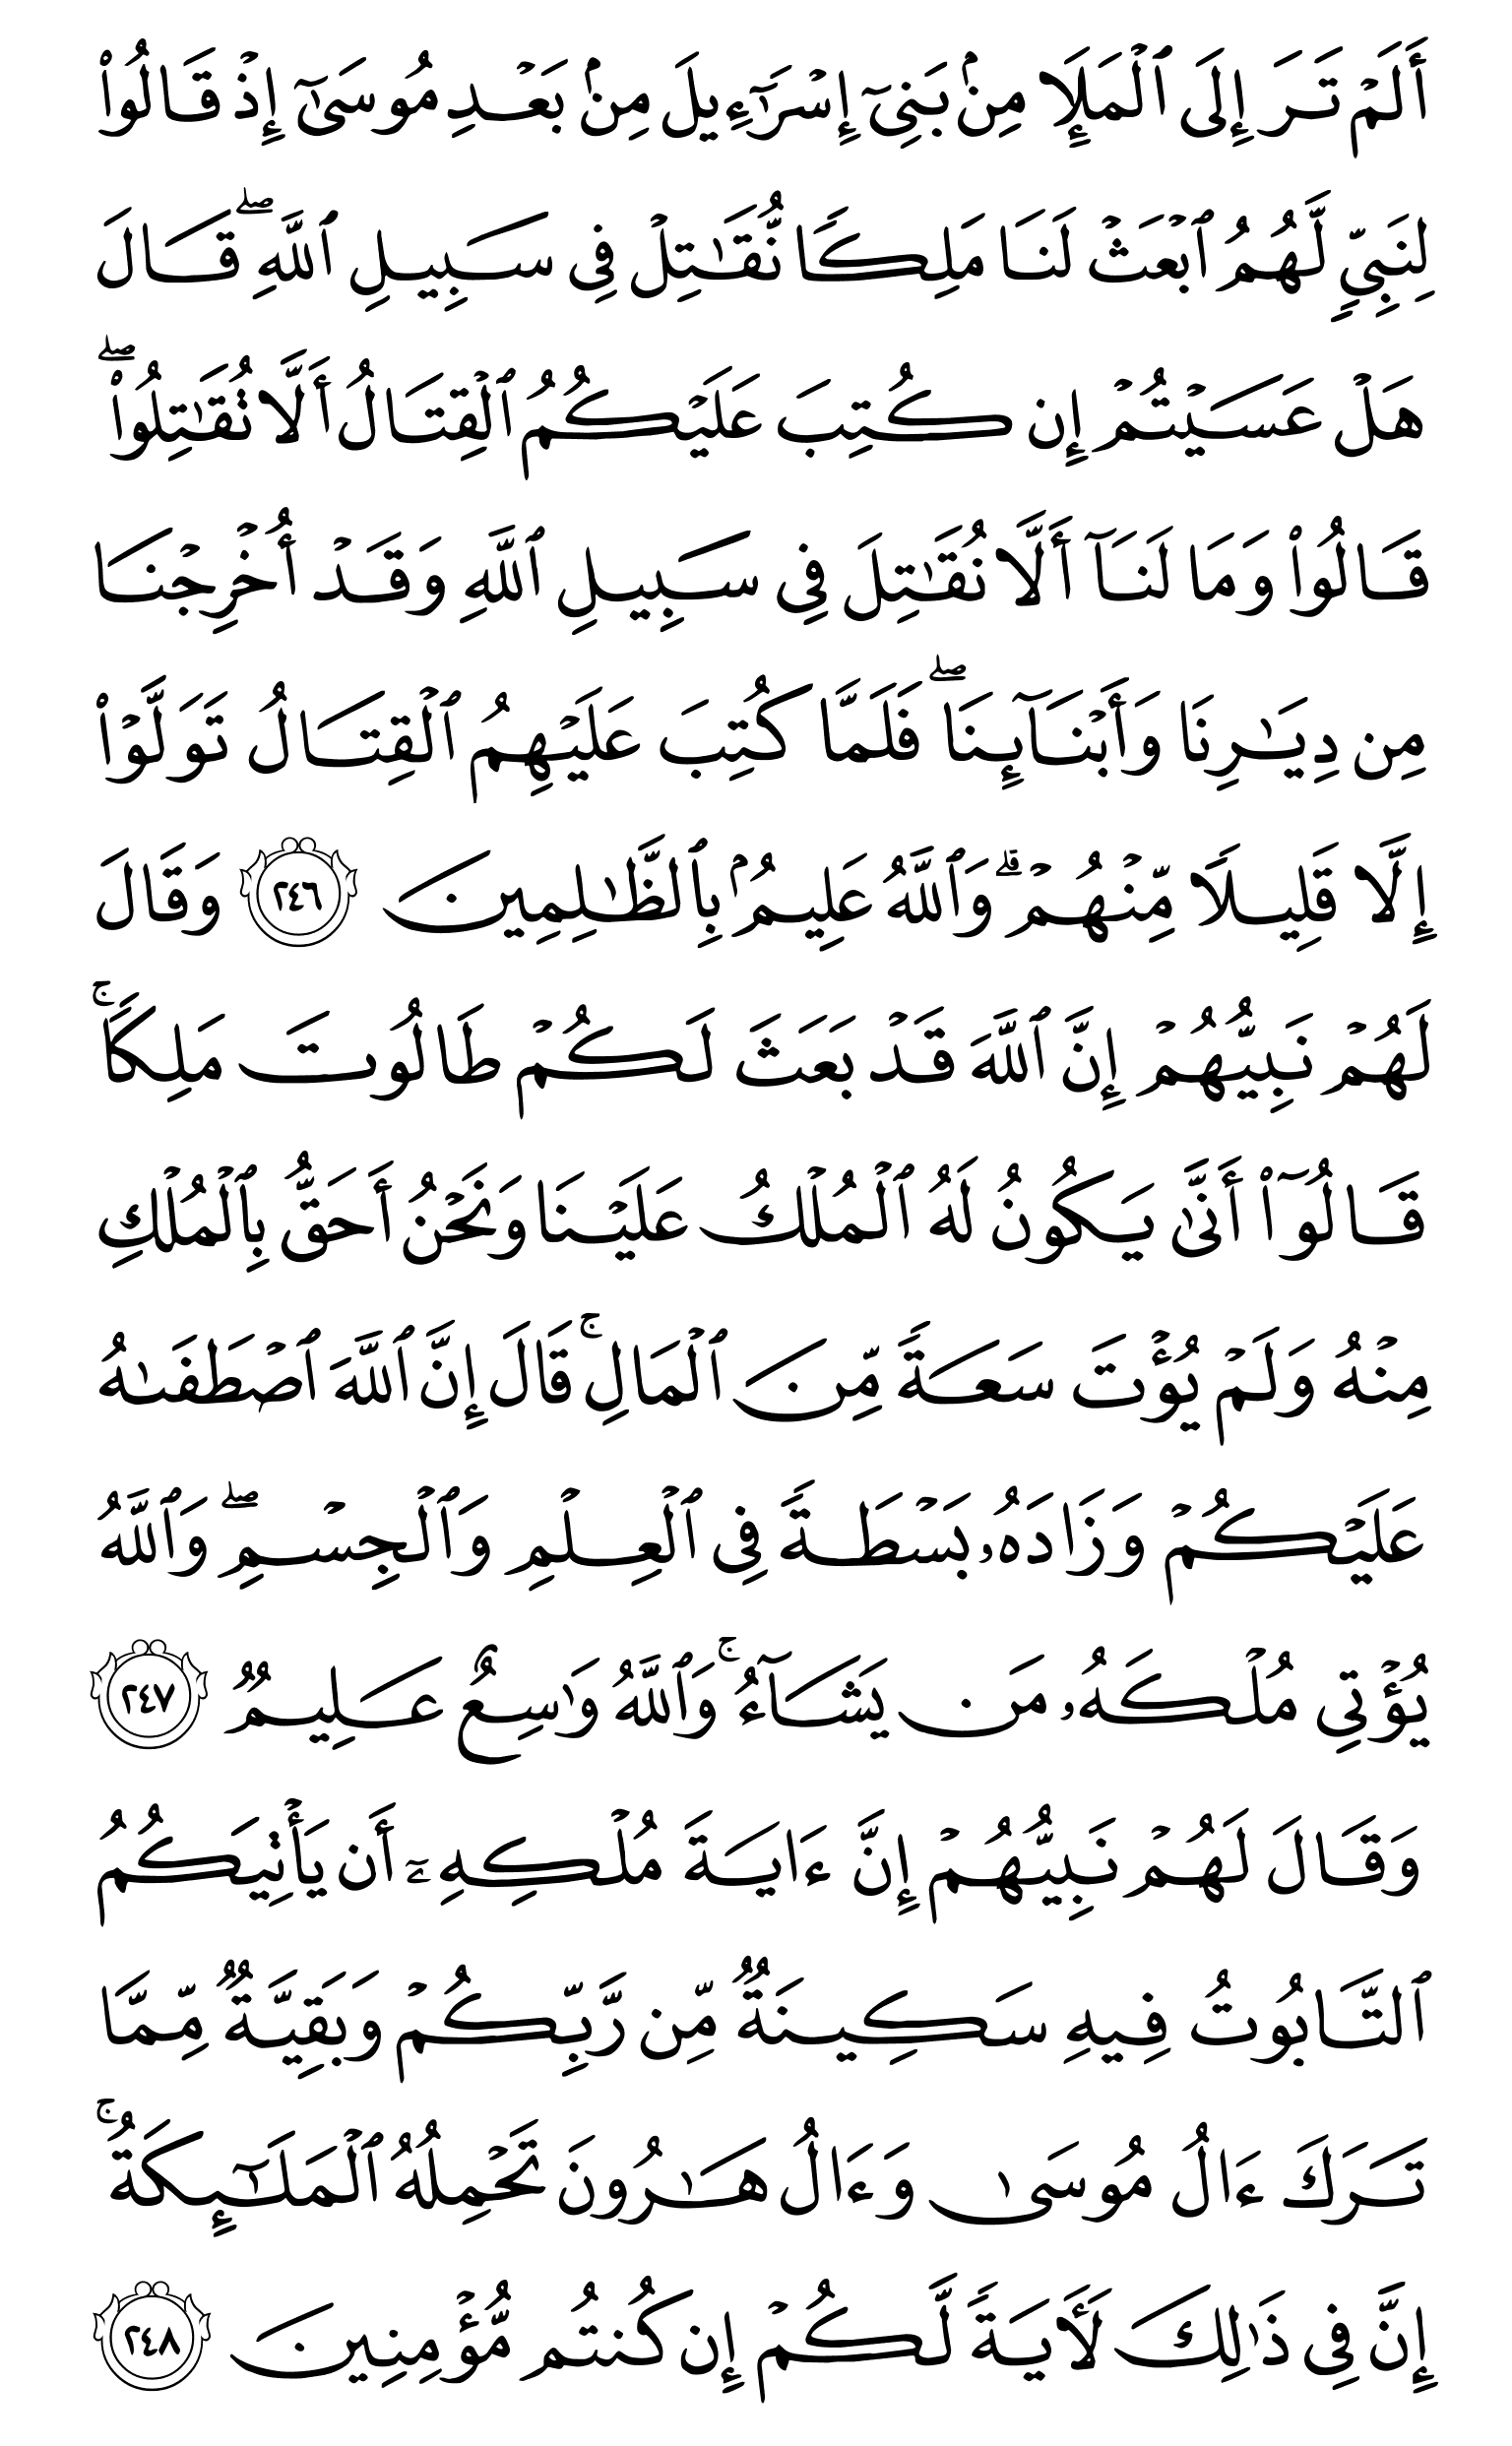 أَلَمۡ تَرَ إِلَى ٱلۡمَلَإِ مِنۢ بَنِيٓ إِسۡرَٰٓءِيلَ مِنۢ بَعۡدِ مُوسَىٰٓ إِذۡ قَالُواْ
لِنَبِيّٖ لَّهُمُ ٱبۡعَثۡ لَنَا مَلِكٗا نُّقَٰتِلۡ فِي سَبِيلِ ٱللَّهِۖ قَالَ
هَلۡ عَسَيۡتُمۡ إِن كُتِبَ عَلَيۡكُمُ ٱلۡقِتَالُ أَلَّا تُقَٰتِلُواْۖ
قَالُواْ وَمَا لَنَآ أَلَّا نُقَٰتِلَ فِي سَبِيلِ ٱللَّهِ وَقَدۡ أُخۡرِجۡنَا
مِن دِيَٰرِنَا وَأَبۡنَآئِنَاۖ فَلَمَّا كُتِبَ عَلَيۡهِمُ ٱلۡقِتَالُ تَوَلَّوۡاْ
إِلَّا قَلِيلٗا مِّنۡهُمۡۚ وَٱللَّهُ عَلِيمُۢ بِٱلظَّٰلِمِينَ ٢٤٦ وَقَالَ
لَهُمۡ نَبِيُّهُمۡ إِنَّ ٱللَّهَ قَدۡ بَعَثَ لَكُمۡ طَالُوتَ مَلِكٗاۚ
قَالُوٓاْ أَنَّىٰ يَكُونُ لَهُ ٱلۡمُلۡكُ عَلَيۡنَا وَنَحۡنُ أَحَقُّ بِٱلۡمُلۡكِ
مِنۡهُ وَلَمۡ يُؤۡتَ سَعَةٗ مِّنَ ٱلۡمَالِۚ قَالَ إِنَّ ٱللَّهَ ٱصۡطَفَىٰهُ
عَلَيۡكُمۡ وَزَادَهُۥ بَسۡطَةٗ فِي ٱلۡعِلۡمِ وَٱلۡجِسۡمِۖ وَٱللَّهُ
يُؤۡتِي مُلۡكَهُۥ مَن يَشَآءُۚ وَٱللَّهُ وَٰسِعٌ عَلِيمٞ ٢٤٧
وَقَالَ لَهُمۡ نَبِيُّهُمۡ إِنَّ ءَايَةَ مُلۡكِهِۦٓ أَن يَأۡتِيَكُمُ
ٱلتَّابُوتُ فِيهِ سَكِينَةٞ مِّن رَّبِّكُمۡ وَبَقِيَّةٞ مِّمَّا
تَرَكَ ءَالُ مُوسَىٰ وَءَالُ هَٰرُونَ تَحۡمِلُهُ ٱلۡمَلَٰٓئِكَةُۚ
إِنَّ فِي ذَٰلِكَ لَأٓيَةٗ لَّكُمۡ إِن كُنتُم مُّؤۡمِنِينَ ٢٤٨